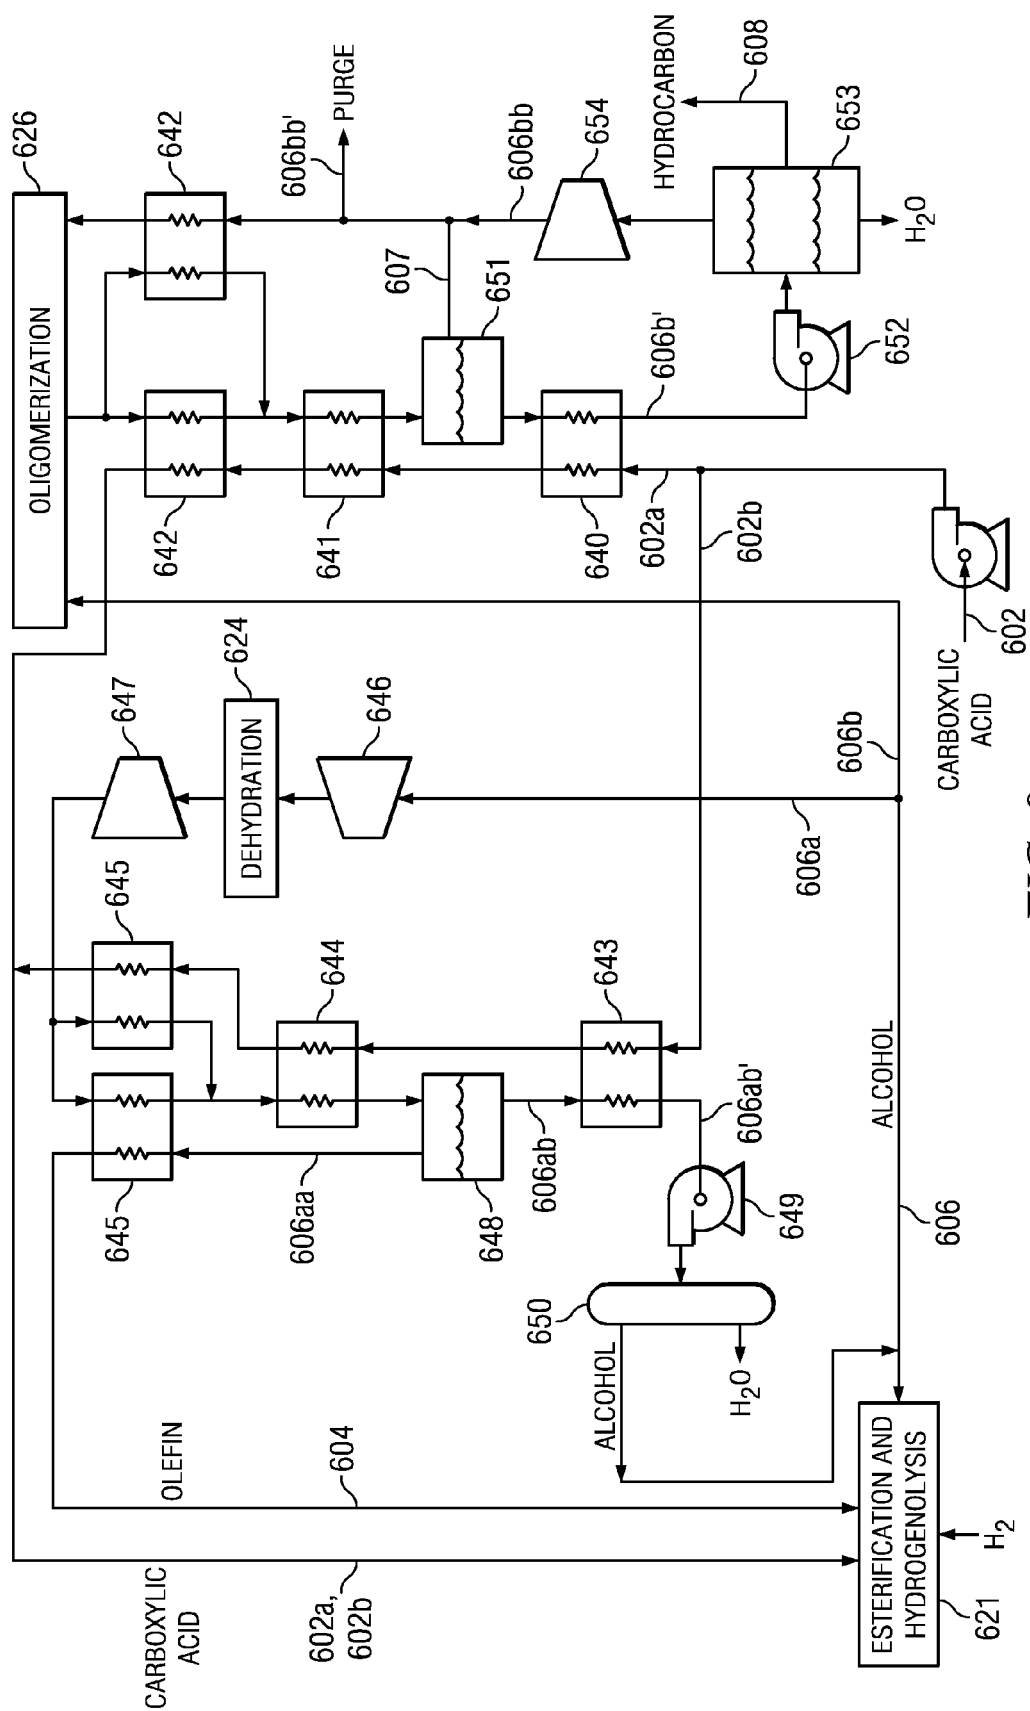 CARBOXYLIC
ACID
602a,
602b
OLEFIN
604
645
606aa
645
647
624
642
626
642
OLIGOMERIZATION
DEHYDRATION
644
646
641
606bb'
PURGE
607
651
648
606ab
643
640
606bb
654
650
ALCOHOL
H2O
649
606ab'
602a
602b
606b'
HYDROCARBON
608
653
652
H2O
606a
606b
ALCOHOL
606
ESTERIFICATION AND
HYDROGENOLYSIS
621
H2
CARBOXYLIC
ACID
602